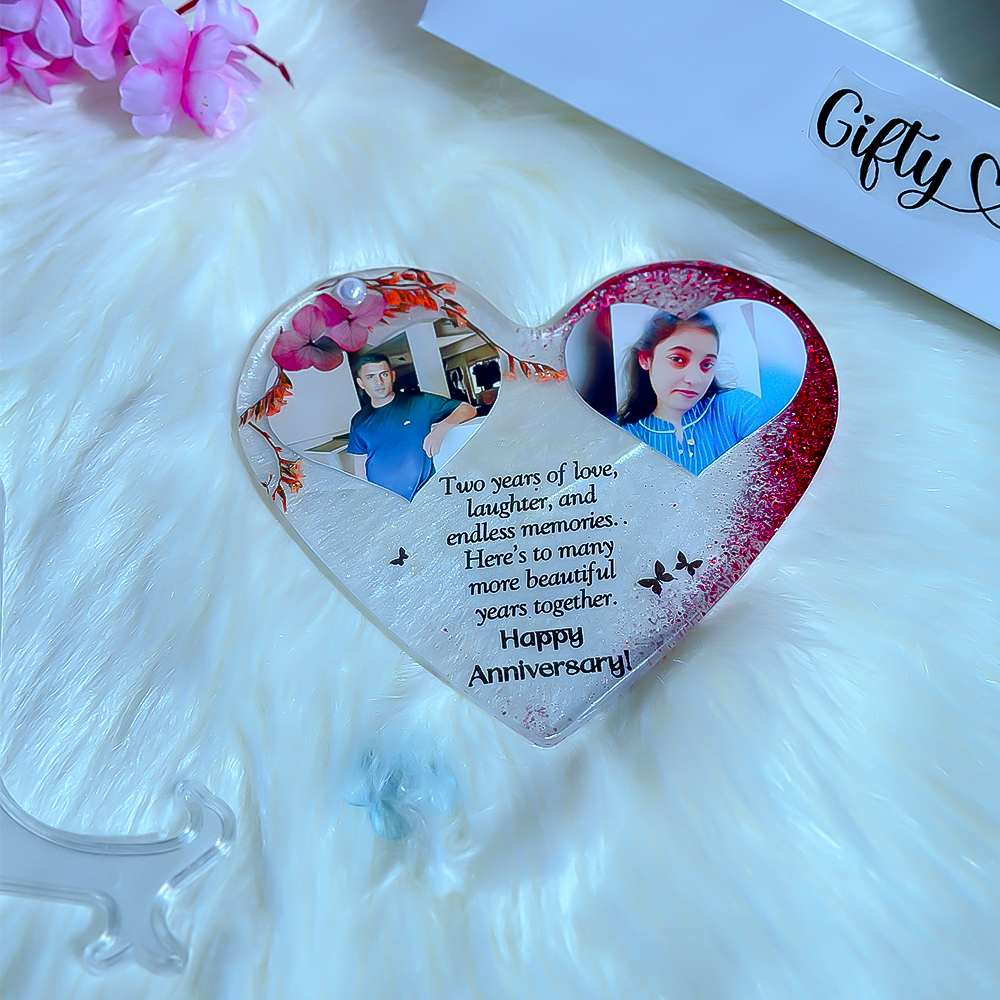 Gifty
Two years of love,
laughter, and
endless memories. .
Here's to many
more beautiful
years together.
Happy
Anniversary!